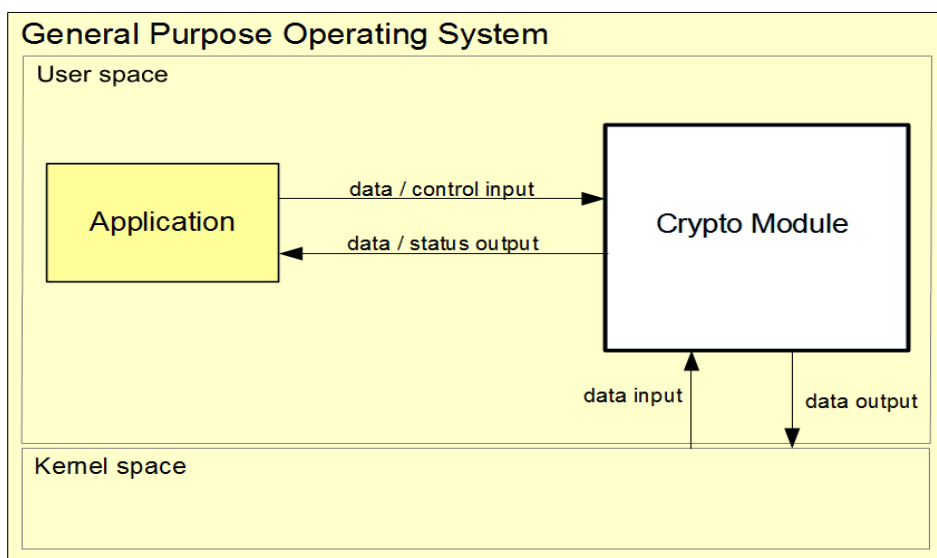 General Purpose Operating System
User space
Application
data / control input
data / status output
Crypto Module
data input
data output
Kernel space